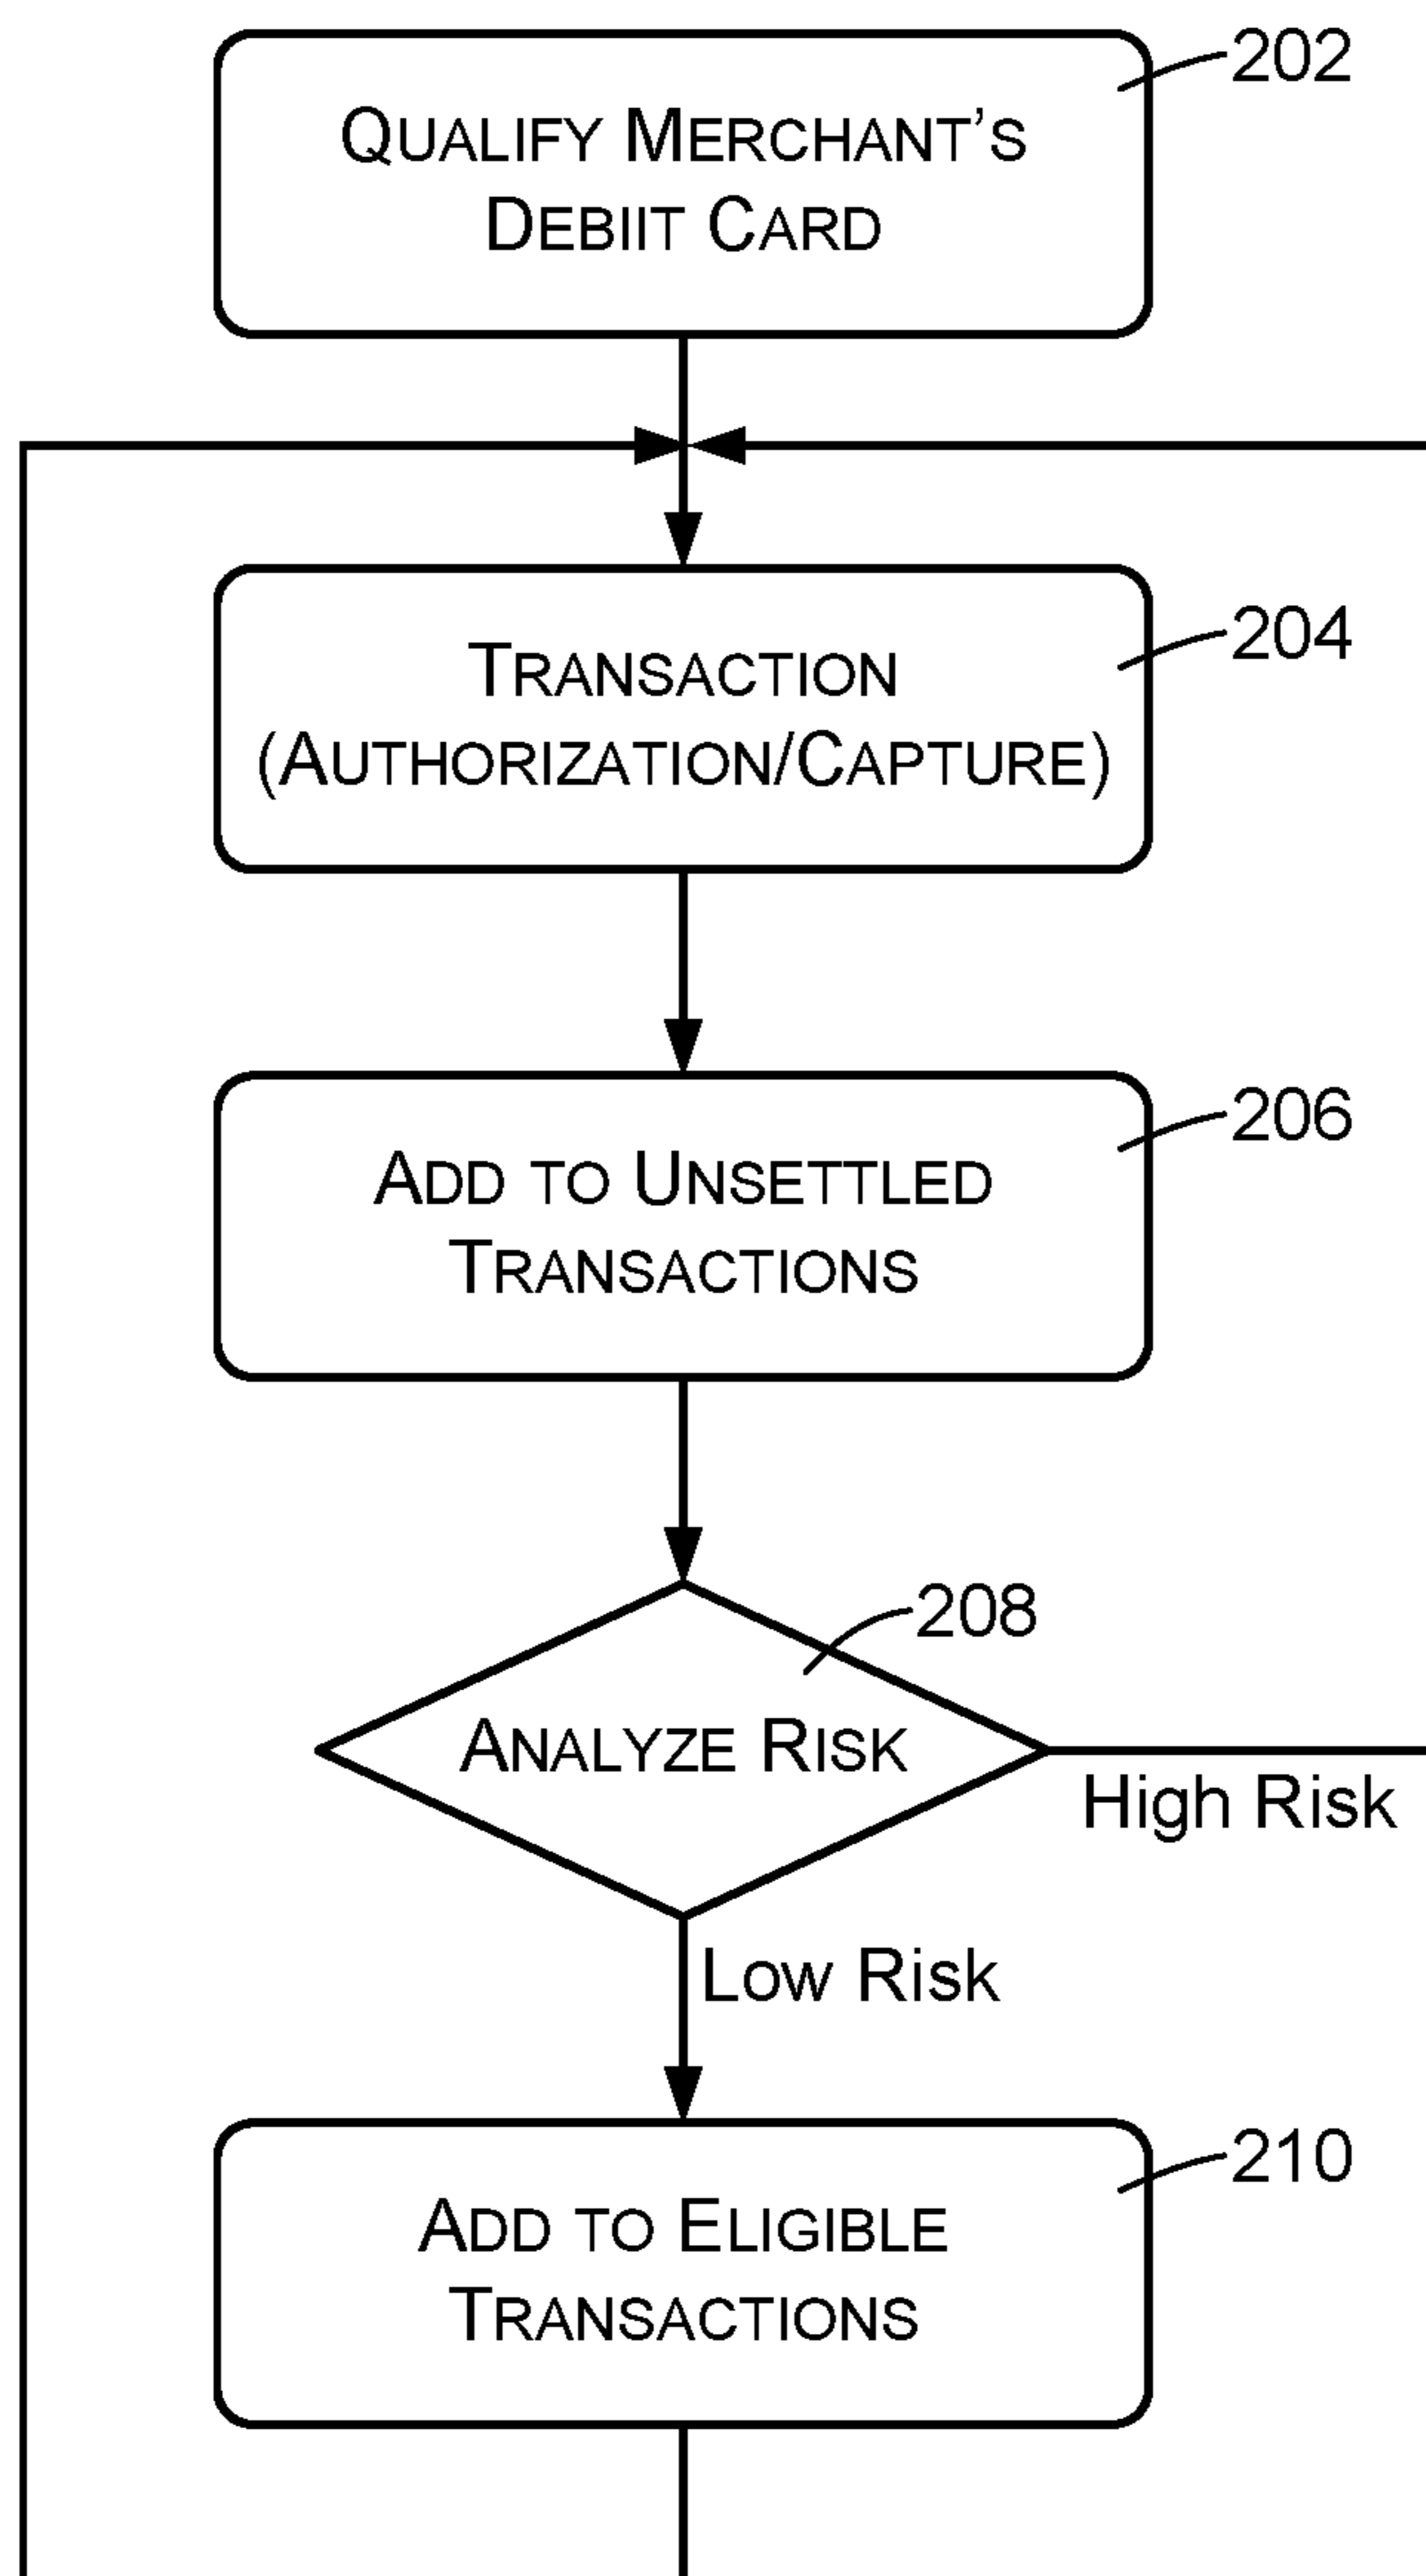 202
QUALIFY MERCHANT'S
DEBIIT CARD
204
TRANSACTION
(AUTHORIZATION/CAPTURE)
206
ADD TO UNSETTLED
TRANSACTIONS
208
ANALYZE RISK
High Risk
Low Risk
210
ADD TO ELIGIBLE
TRANSACTIONS